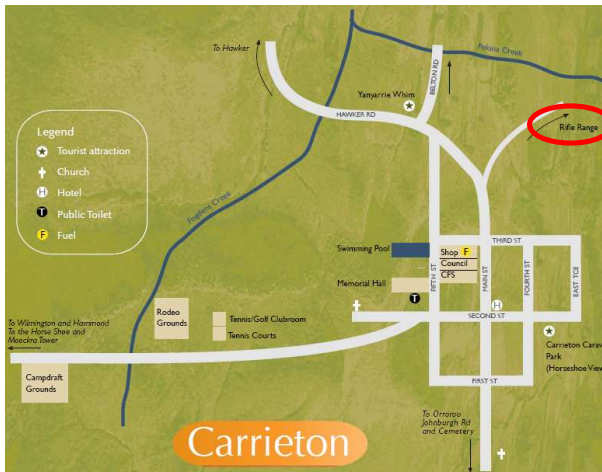 To Hawker
Pekina Creek
BELTON RD
Yanyarrie Whim
HAWKER RD
Rifle Range
Legend
Tourist attraction
Church
H Hotel
T Public Toilet
F Fuel
Fogdens Creek
THIRD ST
Swimming Pool
Shop F
Council
CFS
FIFTH ST
MAIN ST
FOURTH ST
EAST TCE
Memorial Hall
T
H
SECOND ST
Rodeo
Grounds
Tennis/Golf Clubroom
Tennis Courts
To Wilmington and Hammond
To the Horse Shoe and
Moockra Tower
Carrieton Carav
Park
(Horseshoe View
Campdraft
Grounds
FIRST ST
To Orroroo
Johnburgh Rd
and Cemetery
Carrieton